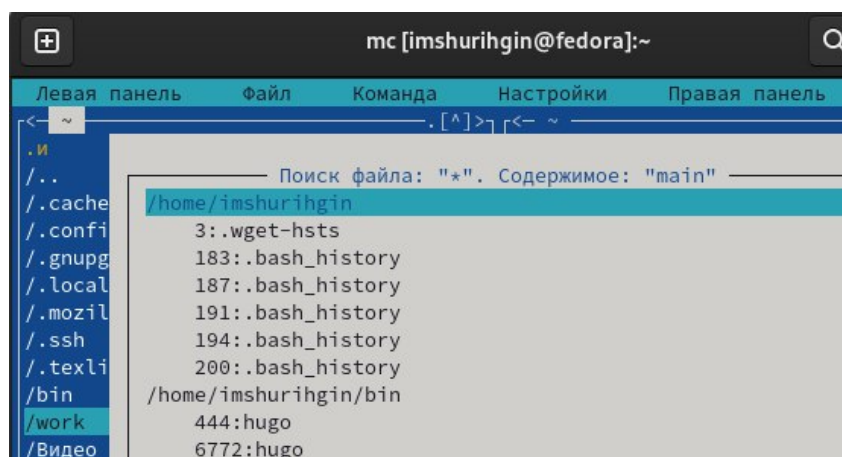 mc [imshurihgin@fedora]:~
Левая панель Файл Команда Настройки Правая панель
<— ~ .[^]> <— ~
.и
/..
Поиск файла: "*". Содержимое: "main"
/.cache /home/imshurihgin
/.confi 3:.wget-hsts
/.gnupg 183:.bash_history
/.local 187:.bash_history
/.mozil 191:.bash_history
/.ssh 194:.bash_history
/.texli 200:.bash_history
/bin /home/imshurihgin/bin
/work 444:hugo
/Видео 6772:hugo